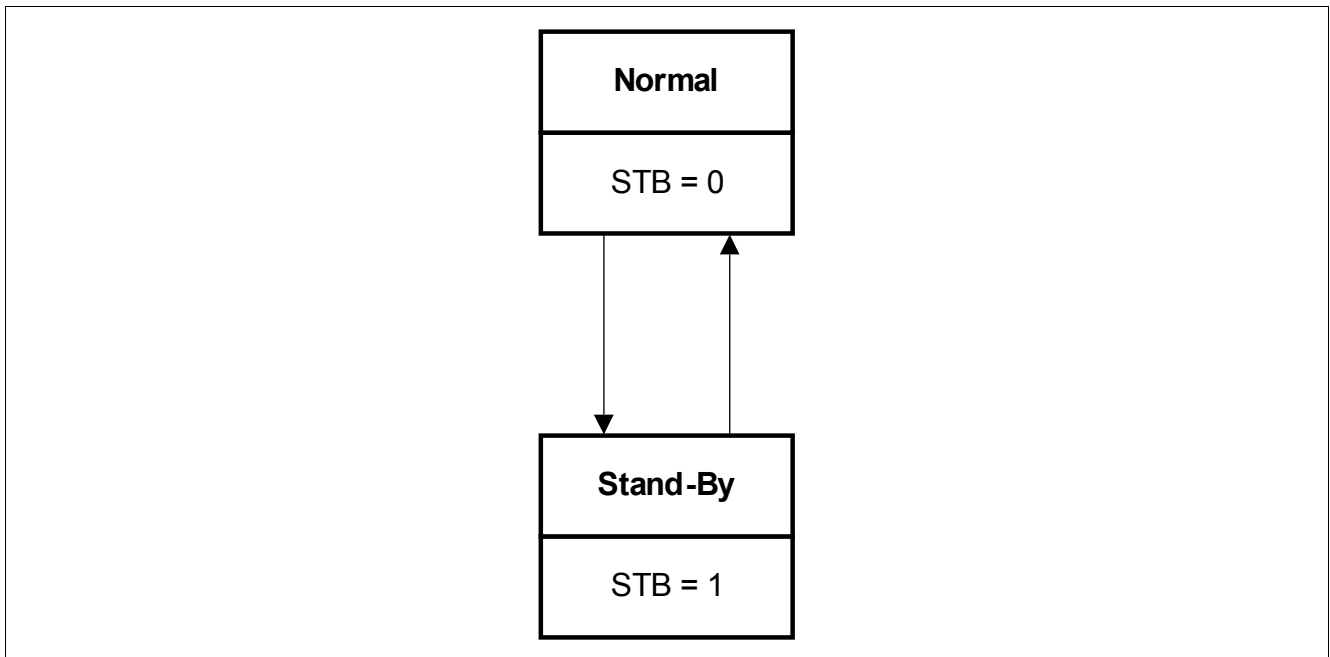 Normal
STB = 0
Stand-By
STB = 1